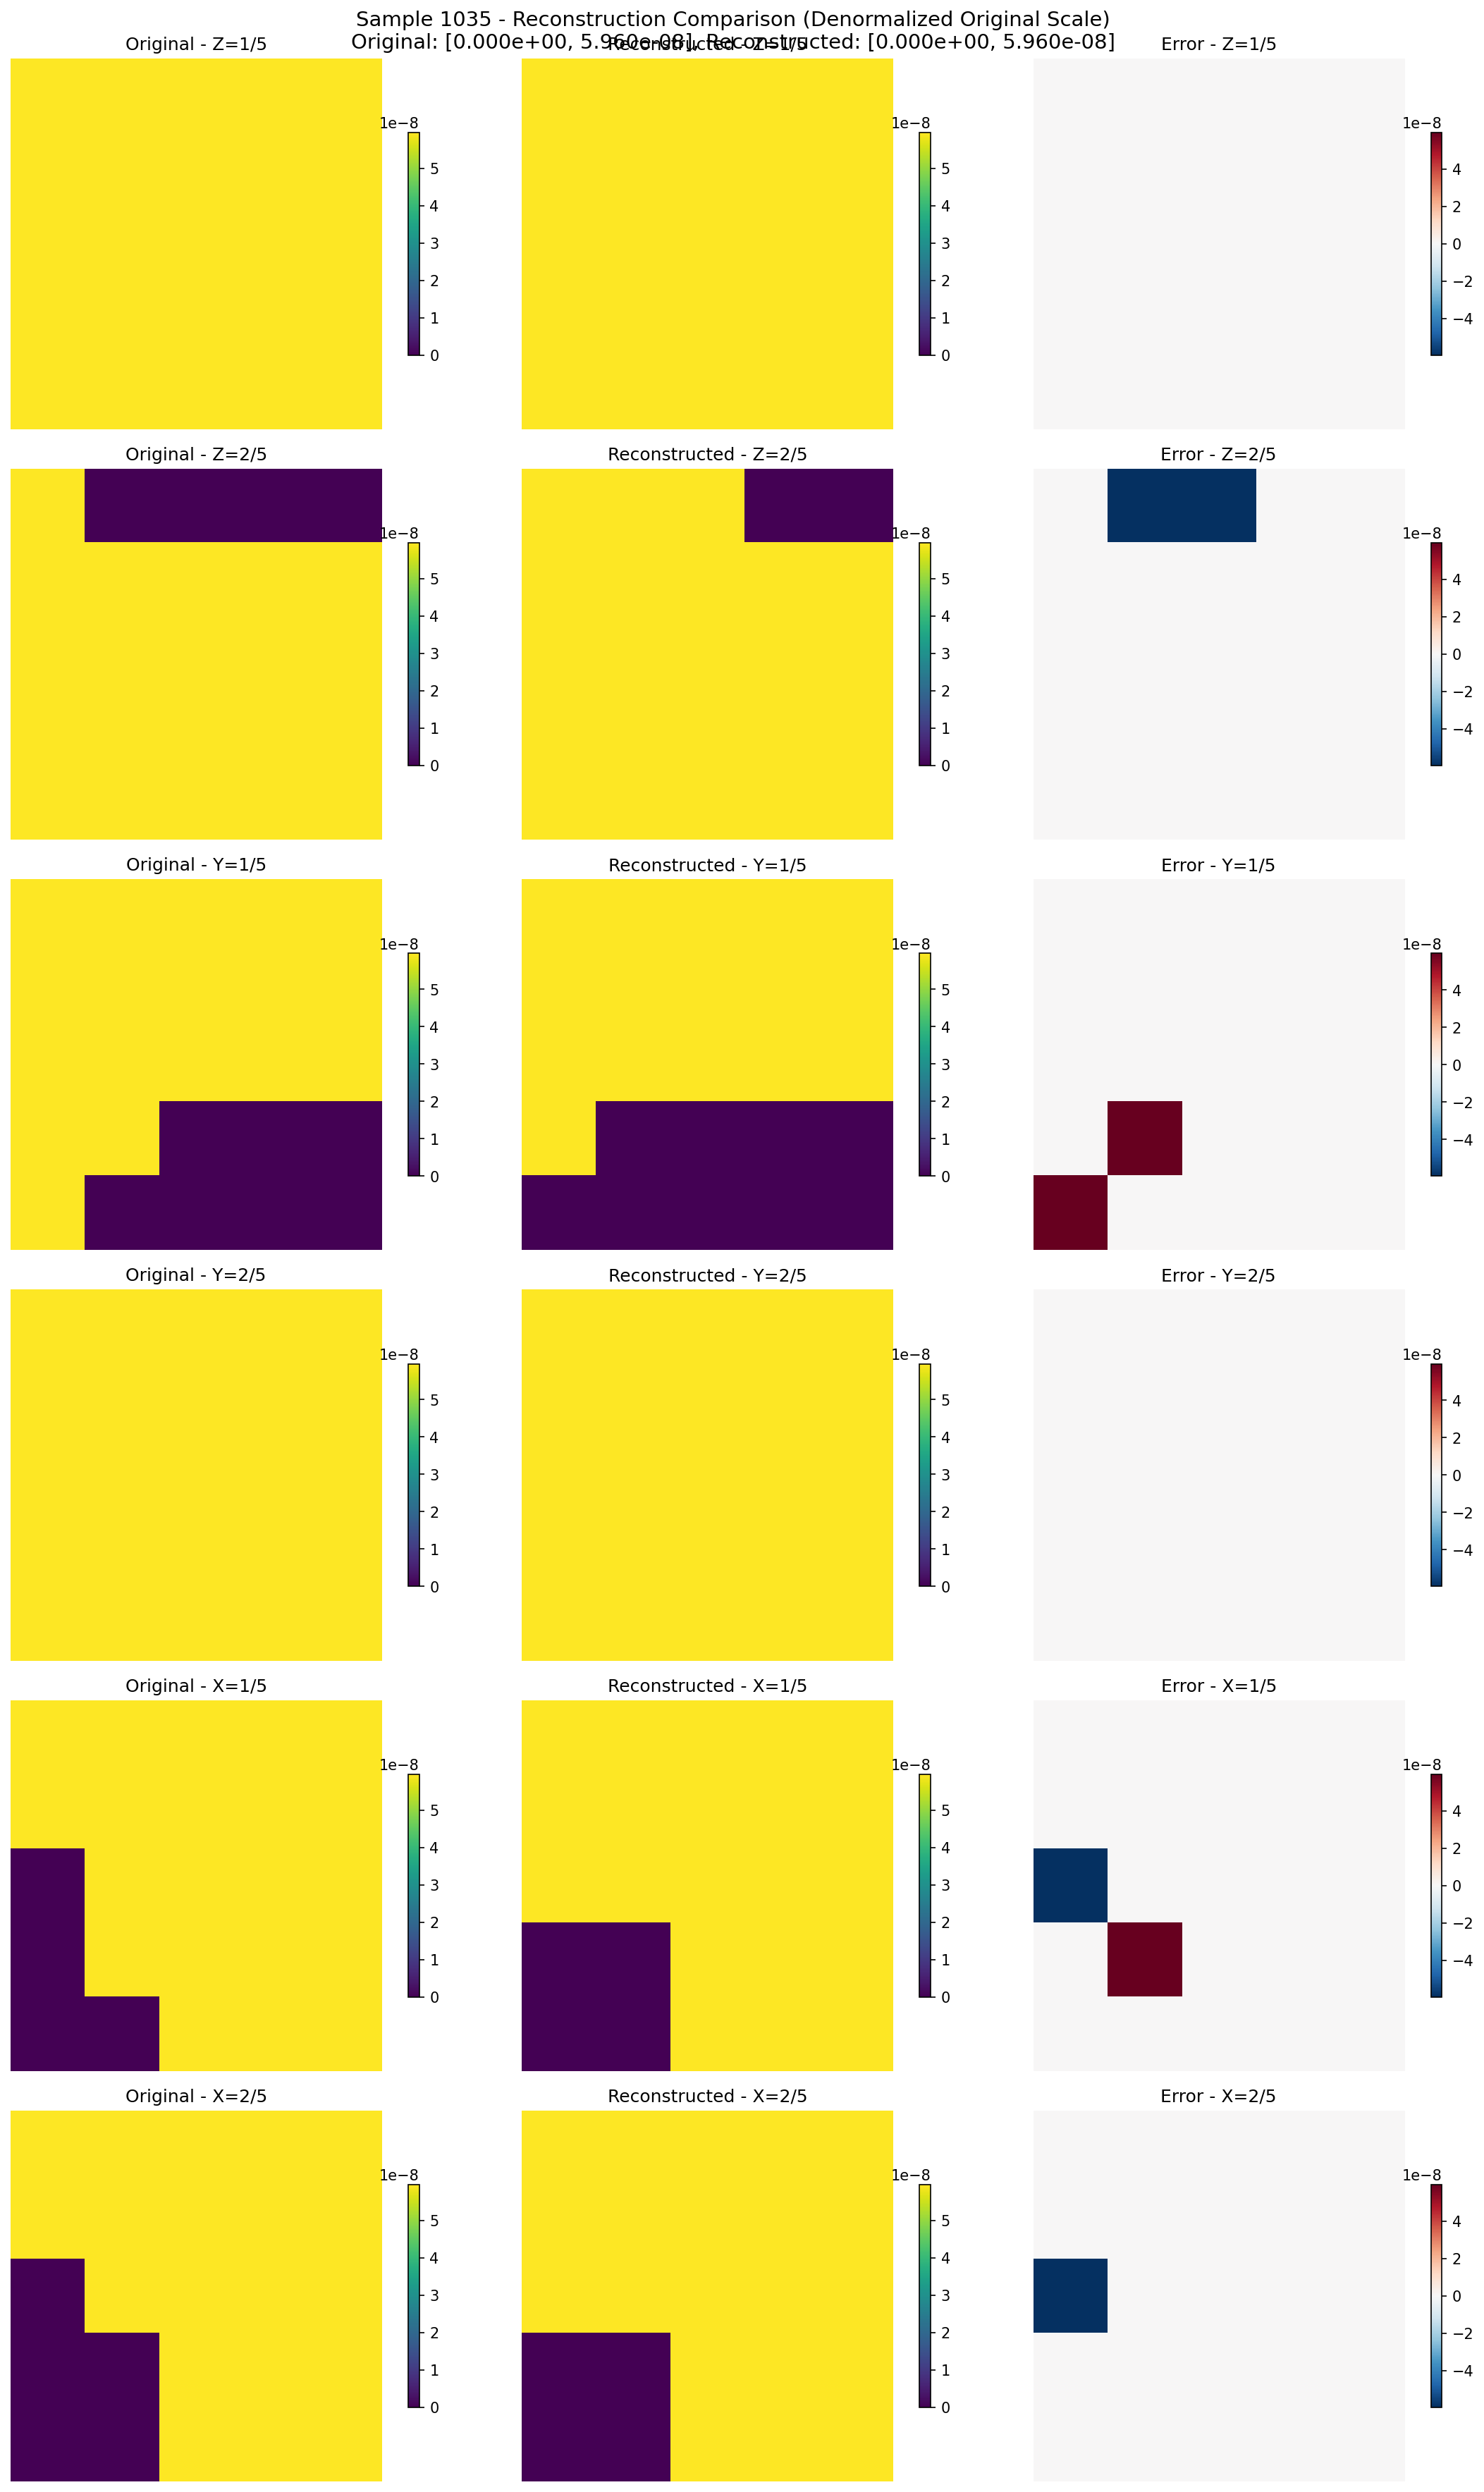 Sample 1035 - Reconstruction Comparison (Denormalized Original Scale)
Original: [0.000e+00, 5.960e-08], Reconstructed: [0.000e+00, 5.960e-08]
Original - Z=1/5
Reconstructed - Z=1/5
Error - Z=1/5
1e−8
5
4
3
2
1
0
1e−8
5
4
3
2
1
0
1e−8
4
2
0
−2
−4
Original - Z=2/5
Reconstructed - Z=2/5
Error - Z=2/5
1e−8
5
4
3
2
1
0
1e−8
5
4
3
2
1
0
1e−8
4
2
0
−2
−4
Original - Y=1/5
Reconstructed - Y=1/5
Error - Y=1/5
1e−8
5
4
3
2
1
0
1e−8
5
4
3
2
1
0
1e−8
4
2
0
−2
−4
Original - Y=2/5
Reconstructed - Y=2/5
Error - Y=2/5
1e−8
5
4
3
2
1
0
1e−8
5
4
3
2
1
0
1e−8
4
2
0
−2
−4
Original - X=1/5
Reconstructed - X=1/5
Error - X=1/5
1e−8
5
4
3
2
1
0
1e−8
5
4
3
2
1
0
1e−8
4
2
0
−2
−4
Original - X=2/5
Reconstructed - X=2/5
Error - X=2/5
1e−8
5
4
3
2
1
0
1e−8
5
4
3
2
1
0
1e−8
4
2
0
−2
−4